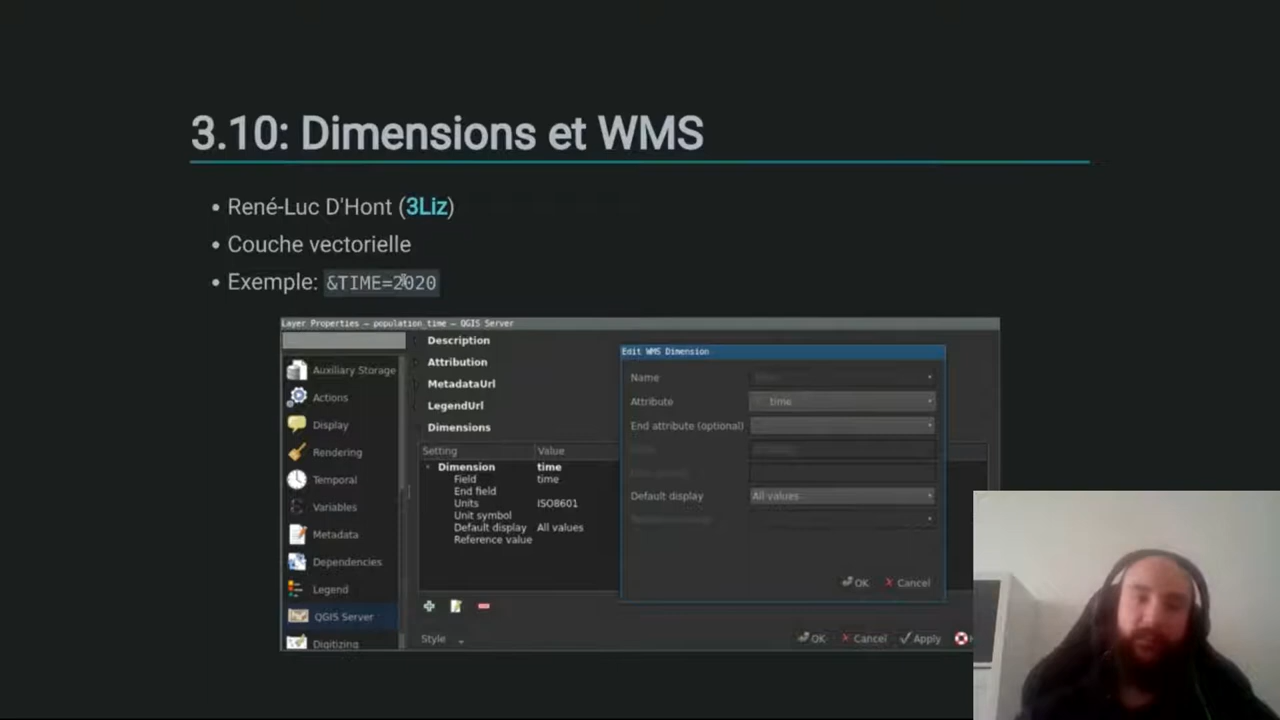 3.10: Dimensions et WMS
• René-Luc D'Hont (3Liz)
• Couche vectorielle
• Exemple: &TIME=2020
Layer Properties — population_time — QGIS Server
Auxiliary Storage
Actions
Display
Rendering
Temporal
Variables
Metadata
Dependencies
Legend
QGIS Server
Digitizing
Description
Attribution
MetadataUrl
LegendUrl
Dimensions
Setting Value
Dimension time
Field time
End field
Units ISO8601
Unit symbol
Default display All values
Reference value
Style
Edit WMS Dimension
Name
Attribute time
End attribute (optional)
Default display All values
OK Cancel
OK Cancel Apply